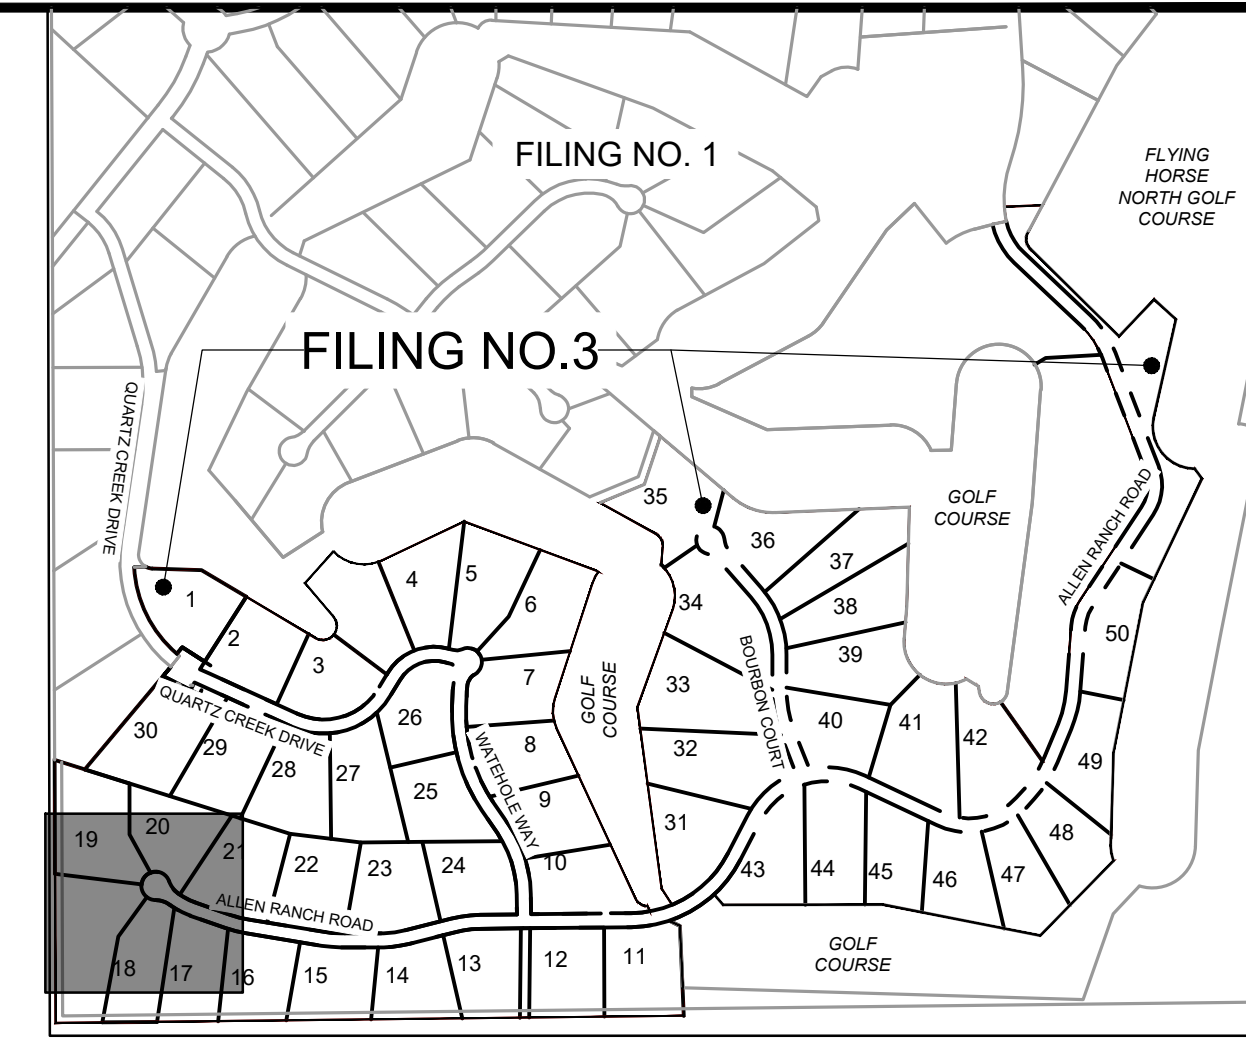 FILING NO. 1
FLYING
HORSE
NORTH GOLF
COURSE
FILING NO.3
QUARTZ CREEK DRIVE
GOLF
COURSE
ALLEN RANCH ROAD
35
36
37
38
39
34
33
32
31
BOURBON COURT
40
41
42
50
49
48
47
46
45
44
43
1
2
3
4
5
6
7
8
9
10
GOLF
COURSE
WATEHOLE WAY
QUARTZ CREEK DRIVE
30
29
28
27
26
25
19
20
21
22
23
24
ALLEN RANCH ROAD
18
17
16
15
14
13
12
11
GOLF
COURSE